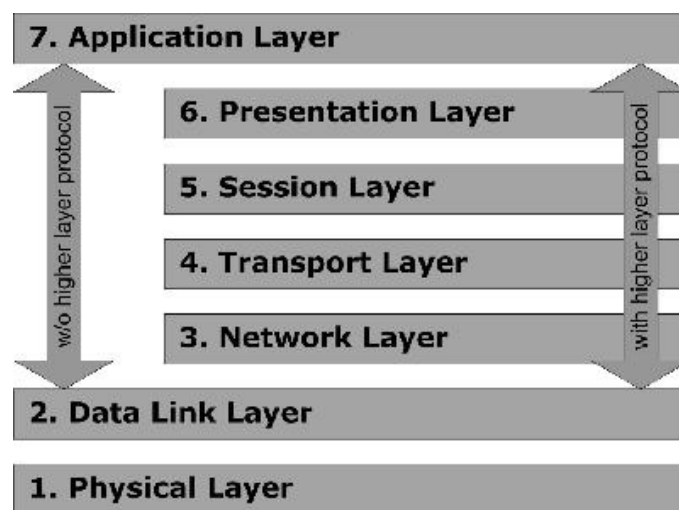 7. Application Layer
6. Presentation Layer
5. Session Layer
4. Transport Layer
3. Network Layer
2. Data Link Layer
1. Physical Layer
w/o higher layer protocol
with higher layer protocol